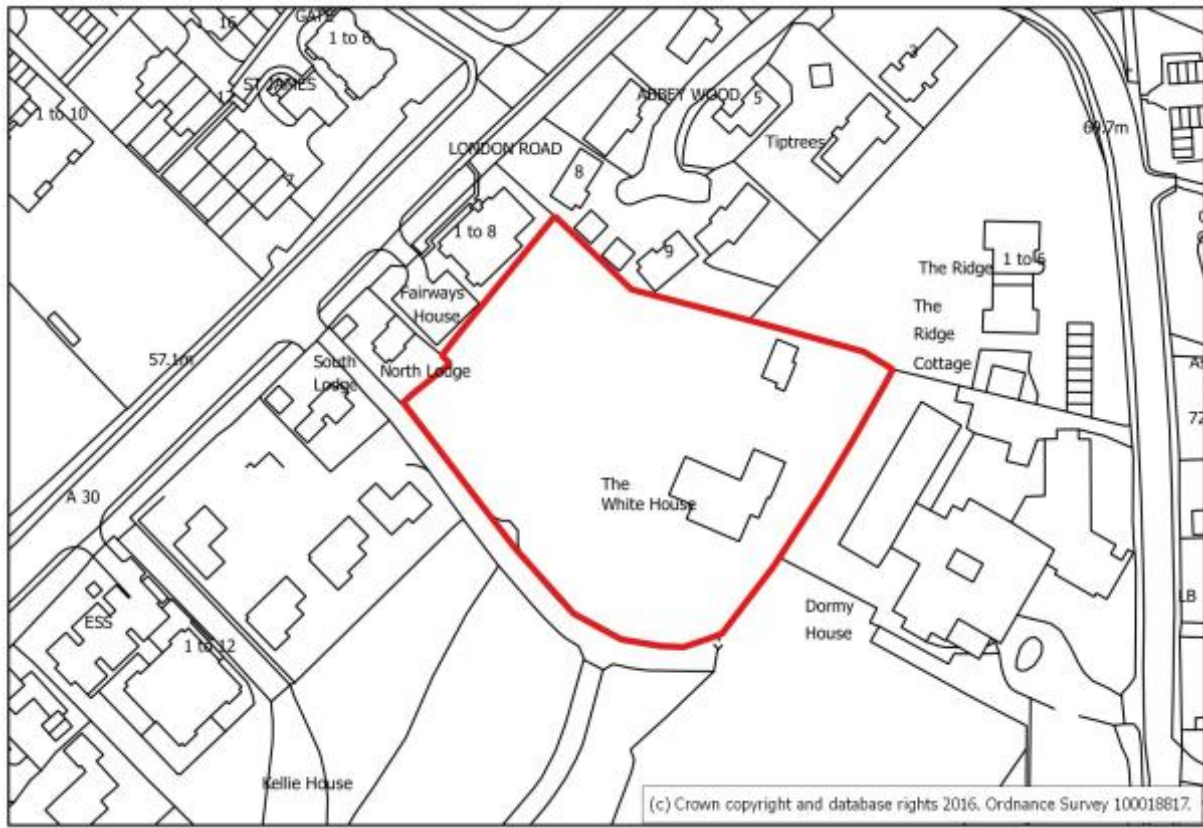 GATE
16
1 to 6
ST JAMES
17
1 to 10
7
LONDON ROAD
ABBEY WOOD
5
3
Tiptrees
69.7m
8
1 to 8
9
Fairways
House
The Ridge
1 to 6
The
Ridge
Cottage
57.1m
South
Lodge
North Lodge
72
A 30
The
White House
Dormy
House
LB
ESS
1 to 12
Kellie House
(c) Crown copyright and database rights 2016. Ordnance Survey 100018817.